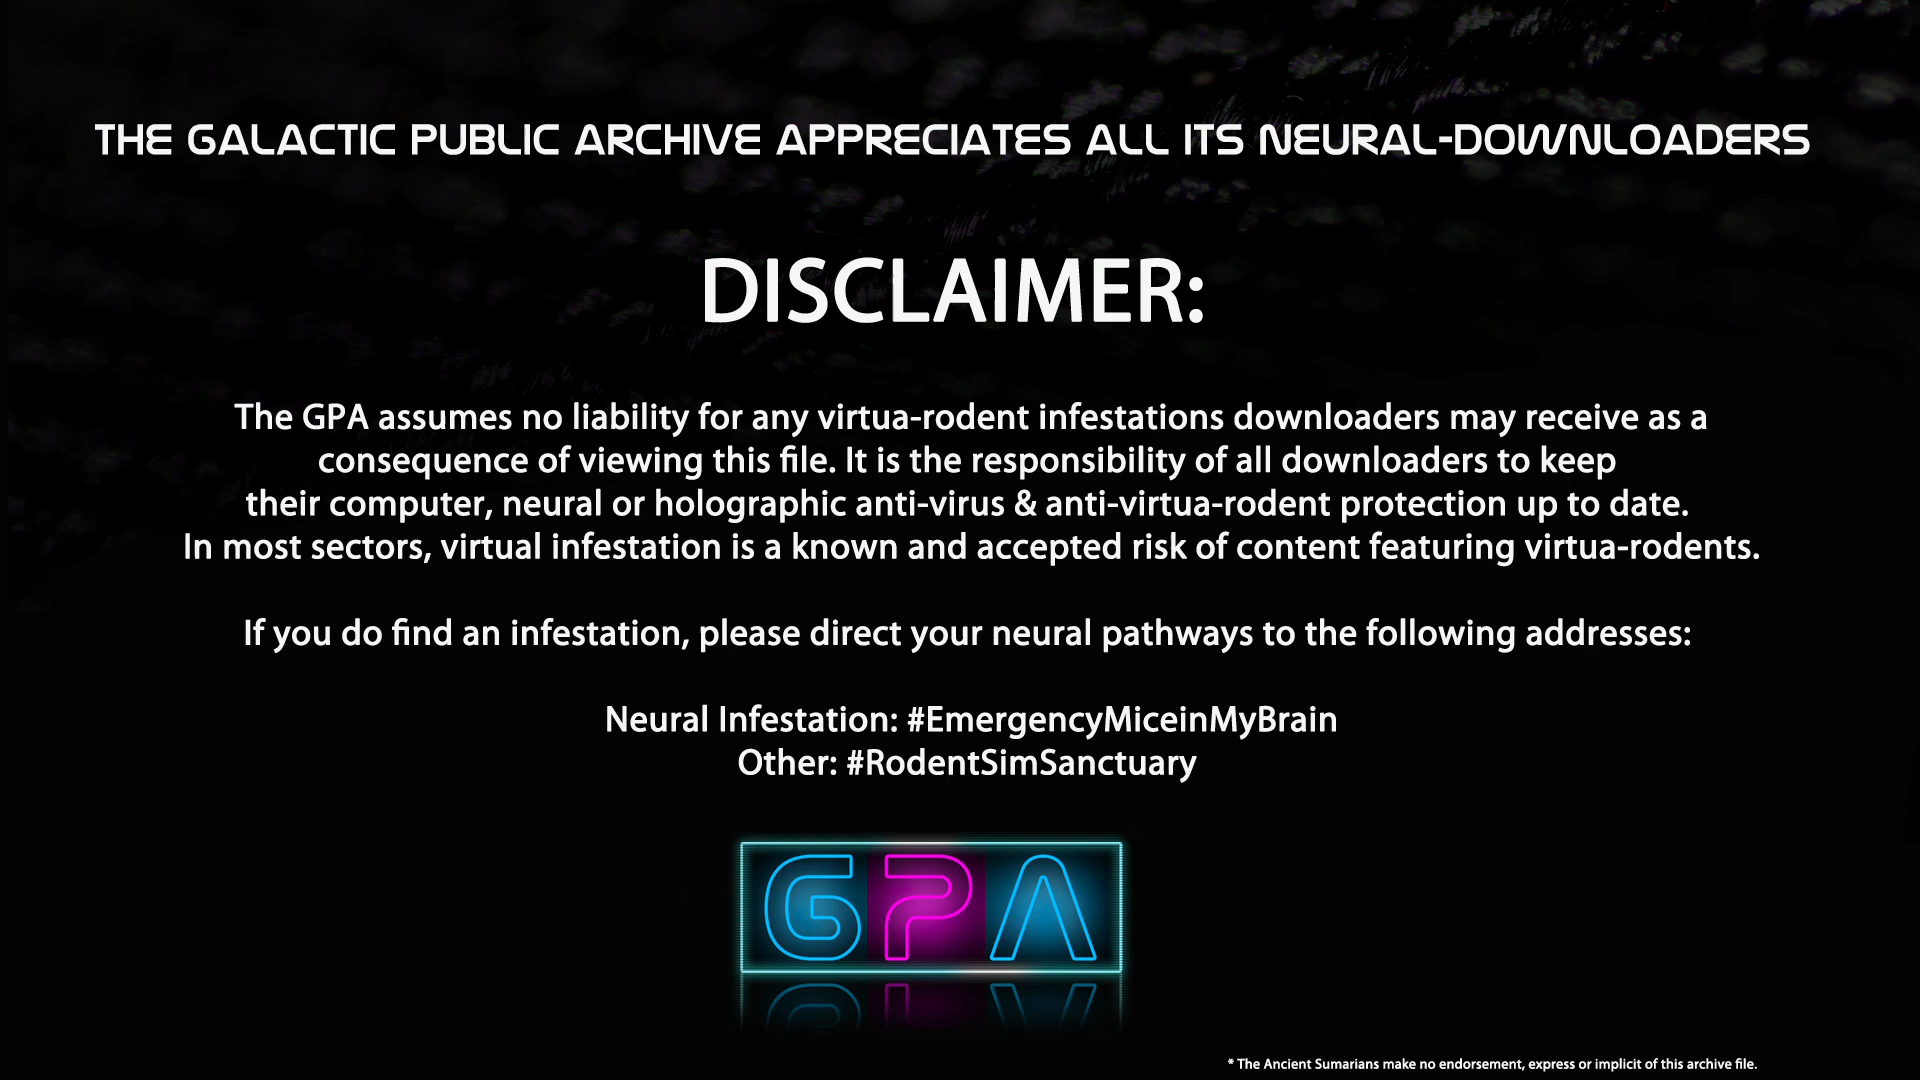 THE GALACTIC PUBLIC ARCHIVE APPRECIATES ALL ITS NEURAL-DOWNLOADERS
DISCLAIMER:
The GPA assumes no liability for any virtua-rodent infestations downloaders may receive as a
consequence of viewing this file. It is the responsibility of all downloaders to keep
their computer, neural or holographic anti-virus & anti-virtua-rodent protection up to date.
In most sectors, virtual infestation is a known and accepted risk of content featuring virtua-rodents.
If you do find an infestation, please direct your neural pathways to the following addresses:
Neural Infestation: #EmergencyMiceinMyBrain
Other: #RodentSimSanctuary
GPA
* The Ancient Sumarians make no endorsement, express or implicit of this archive file.